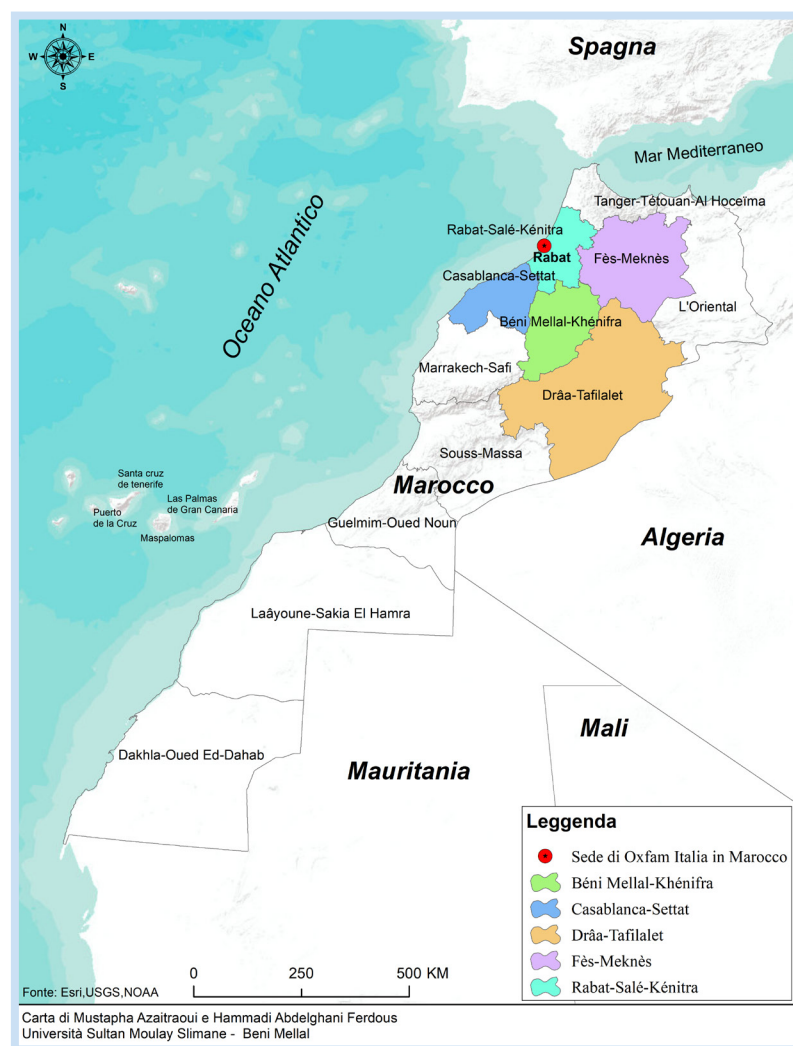 N
W E
S
Spagna
Mar Mediterraneo
Oceano Atlantico
Tanger-Tétouan-Al Hoceïma
Rabat-Salé-Kénitra
Rabat
Fès-Meknès
Casablanca-Settat
L'Oriental
Béni Mellal-Khénifra
Marrakech-Safi
Drâa-Tafilalet
Souss-Massa
Marocco
Santa cruz
de tenerife
Las Palmas
de Gran Canaria
Puerto
de la Cruz
Maspalomas
Guelmim-Oued Noun
Algeria
Laâyoune-Sakia El Hamra
Mali
Dakhla-Oued Ed-Dahab
Mauritania
Leggenda
Sede di Oxfam Italia in Marocco
Béni Mellal-Khénifra
Casablanca-Settat
Drâa-Tafilalet
Fès-Meknès
Rabat-Salé-Kénitra
0 250 500 KM
Fonte: Esri,USGS,NOAA
Carta di Mustapha Azaitraoui e Hammadi Abdelghani Ferdous
Università Sultan Moulay Slimane - Beni Mellal